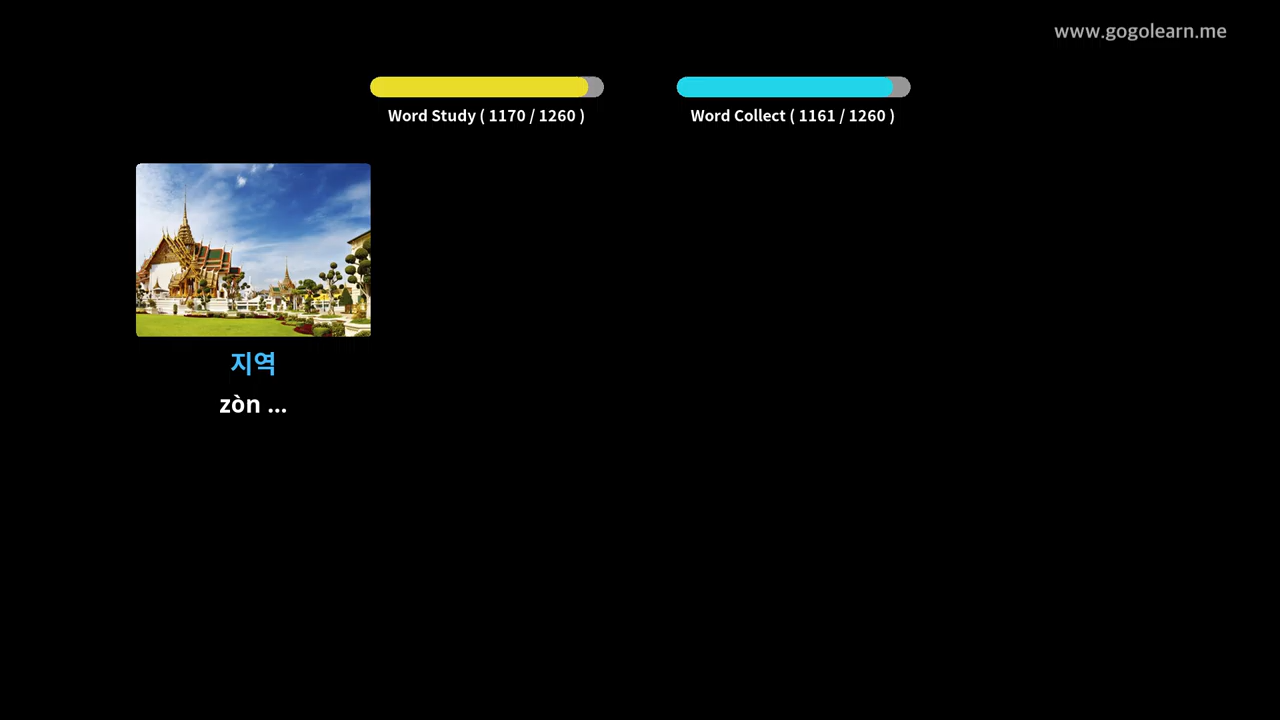 www.gogolearn.me
Word Study ( 1170 / 1260 )
Word Collect ( 1161 / 1260 )
지역
zòn ...